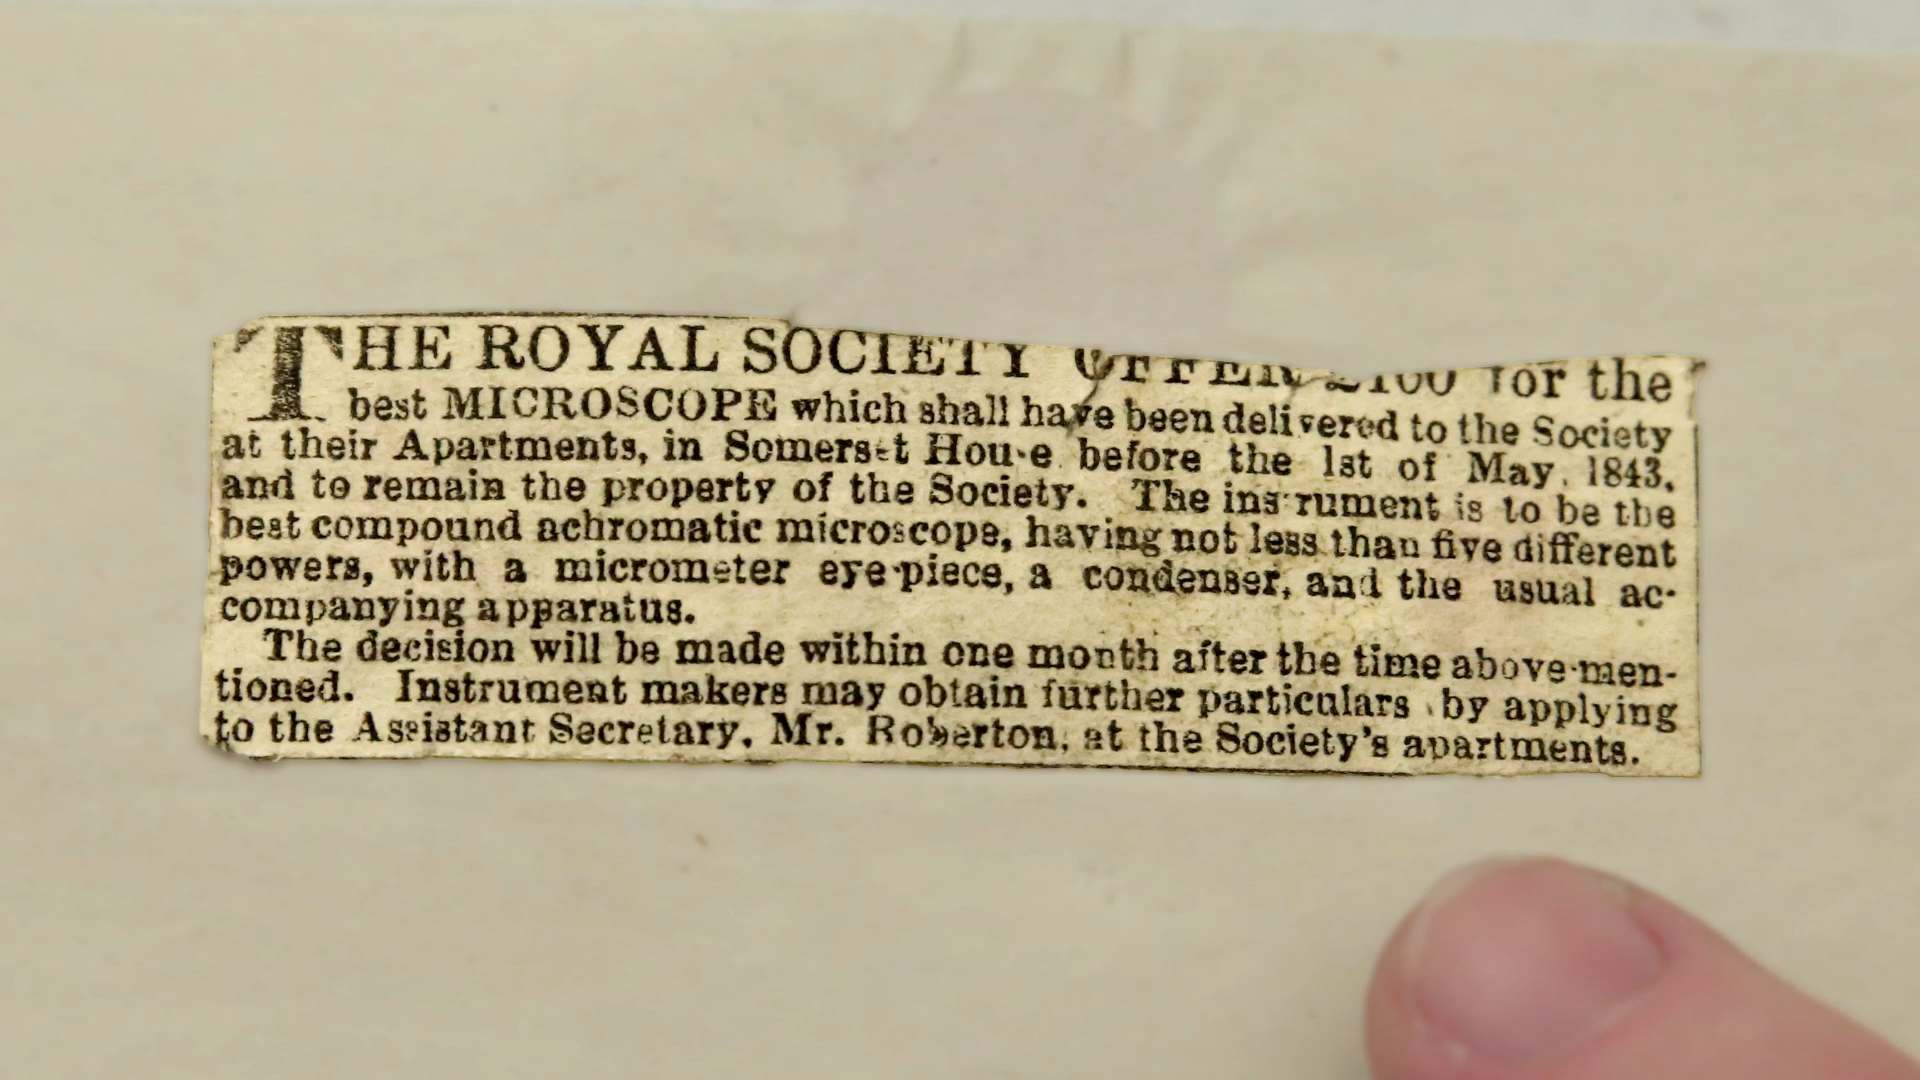 THE ROYAL SOCIETY OFFER £100 for the
best MICROSCOPE which shall have been delivered to the Society
at their Apartments, in Somerset House before the 1st of May, 1843,
and to remain the property of the Society. The instrument is to be the
best compound achromatic microscope, having not less than five different
powers, with a micrometer eye-piece, a condenser, and the usual ac-
companying apparatus.
The decision will be made within one month after the time above-men-
tioned. Instrument makers may obtain further particulars by applying
to the Assistant Secretary, Mr. Roberton, at the Society's apartments.